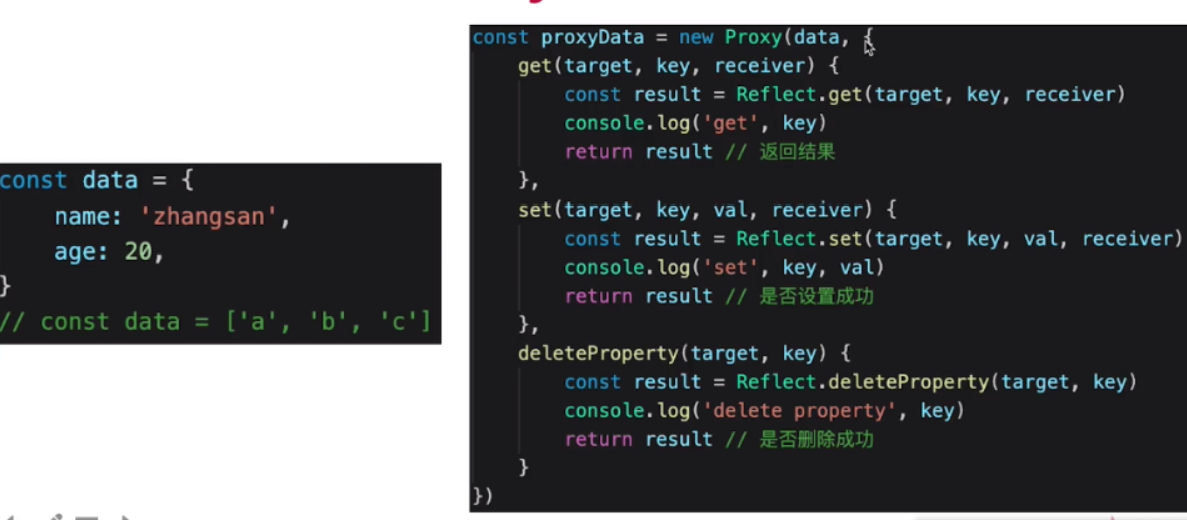 const data = {
    name: 'zhangsan',
    age: 20,
}
// const data = ['a', 'b', 'c']
const proxyData = new Proxy(data, {
    get(target, key, receiver) {
        const result = Reflect.get(target, key, receiver)
        console.log('get', key)
        return result // 返回结果
    },
    set(target, key, val, receiver) {
        const result = Reflect.set(target, key, val, receiver)
        console.log('set', key, val)
        return result // 是否设置成功
    },
    deleteProperty(target, key) {
        const result = Reflect.deleteProperty(target, key)
        console.log('delete property', key)
        return result // 是否删除成功
    }
})